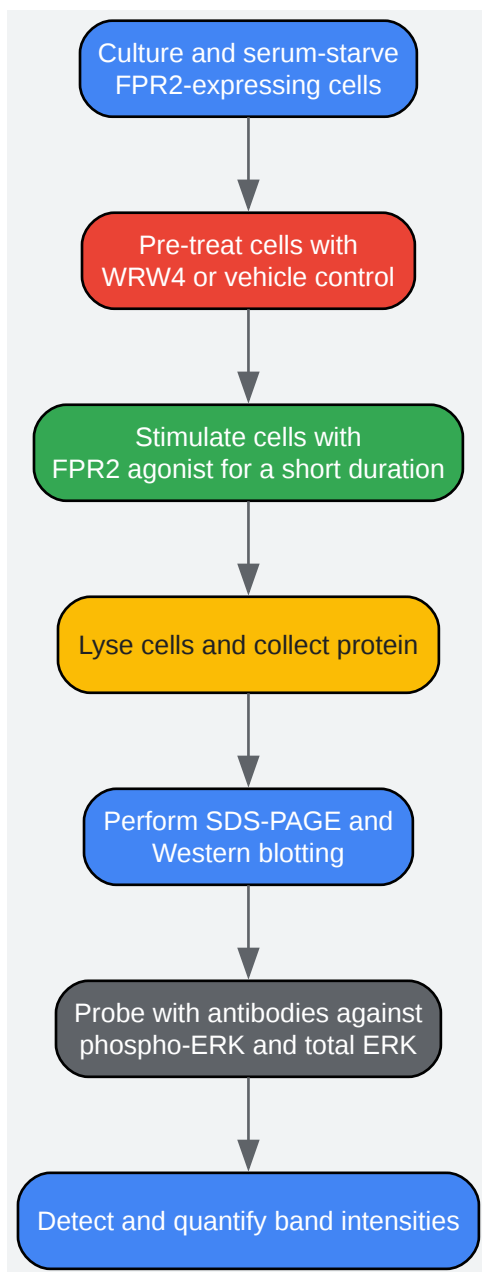 Culture and serum-starve
FPR2-expressing cells
Pre-treat cells with
WRW4 or vehicle control
Stimulate cells with
FPR2 agonist for a short duration
Lyse cells and collect protein
Perform SDS-PAGE and
Western blotting
Probe with antibodies against
phospho-ERK and total ERK
Detect and quantify band intensities